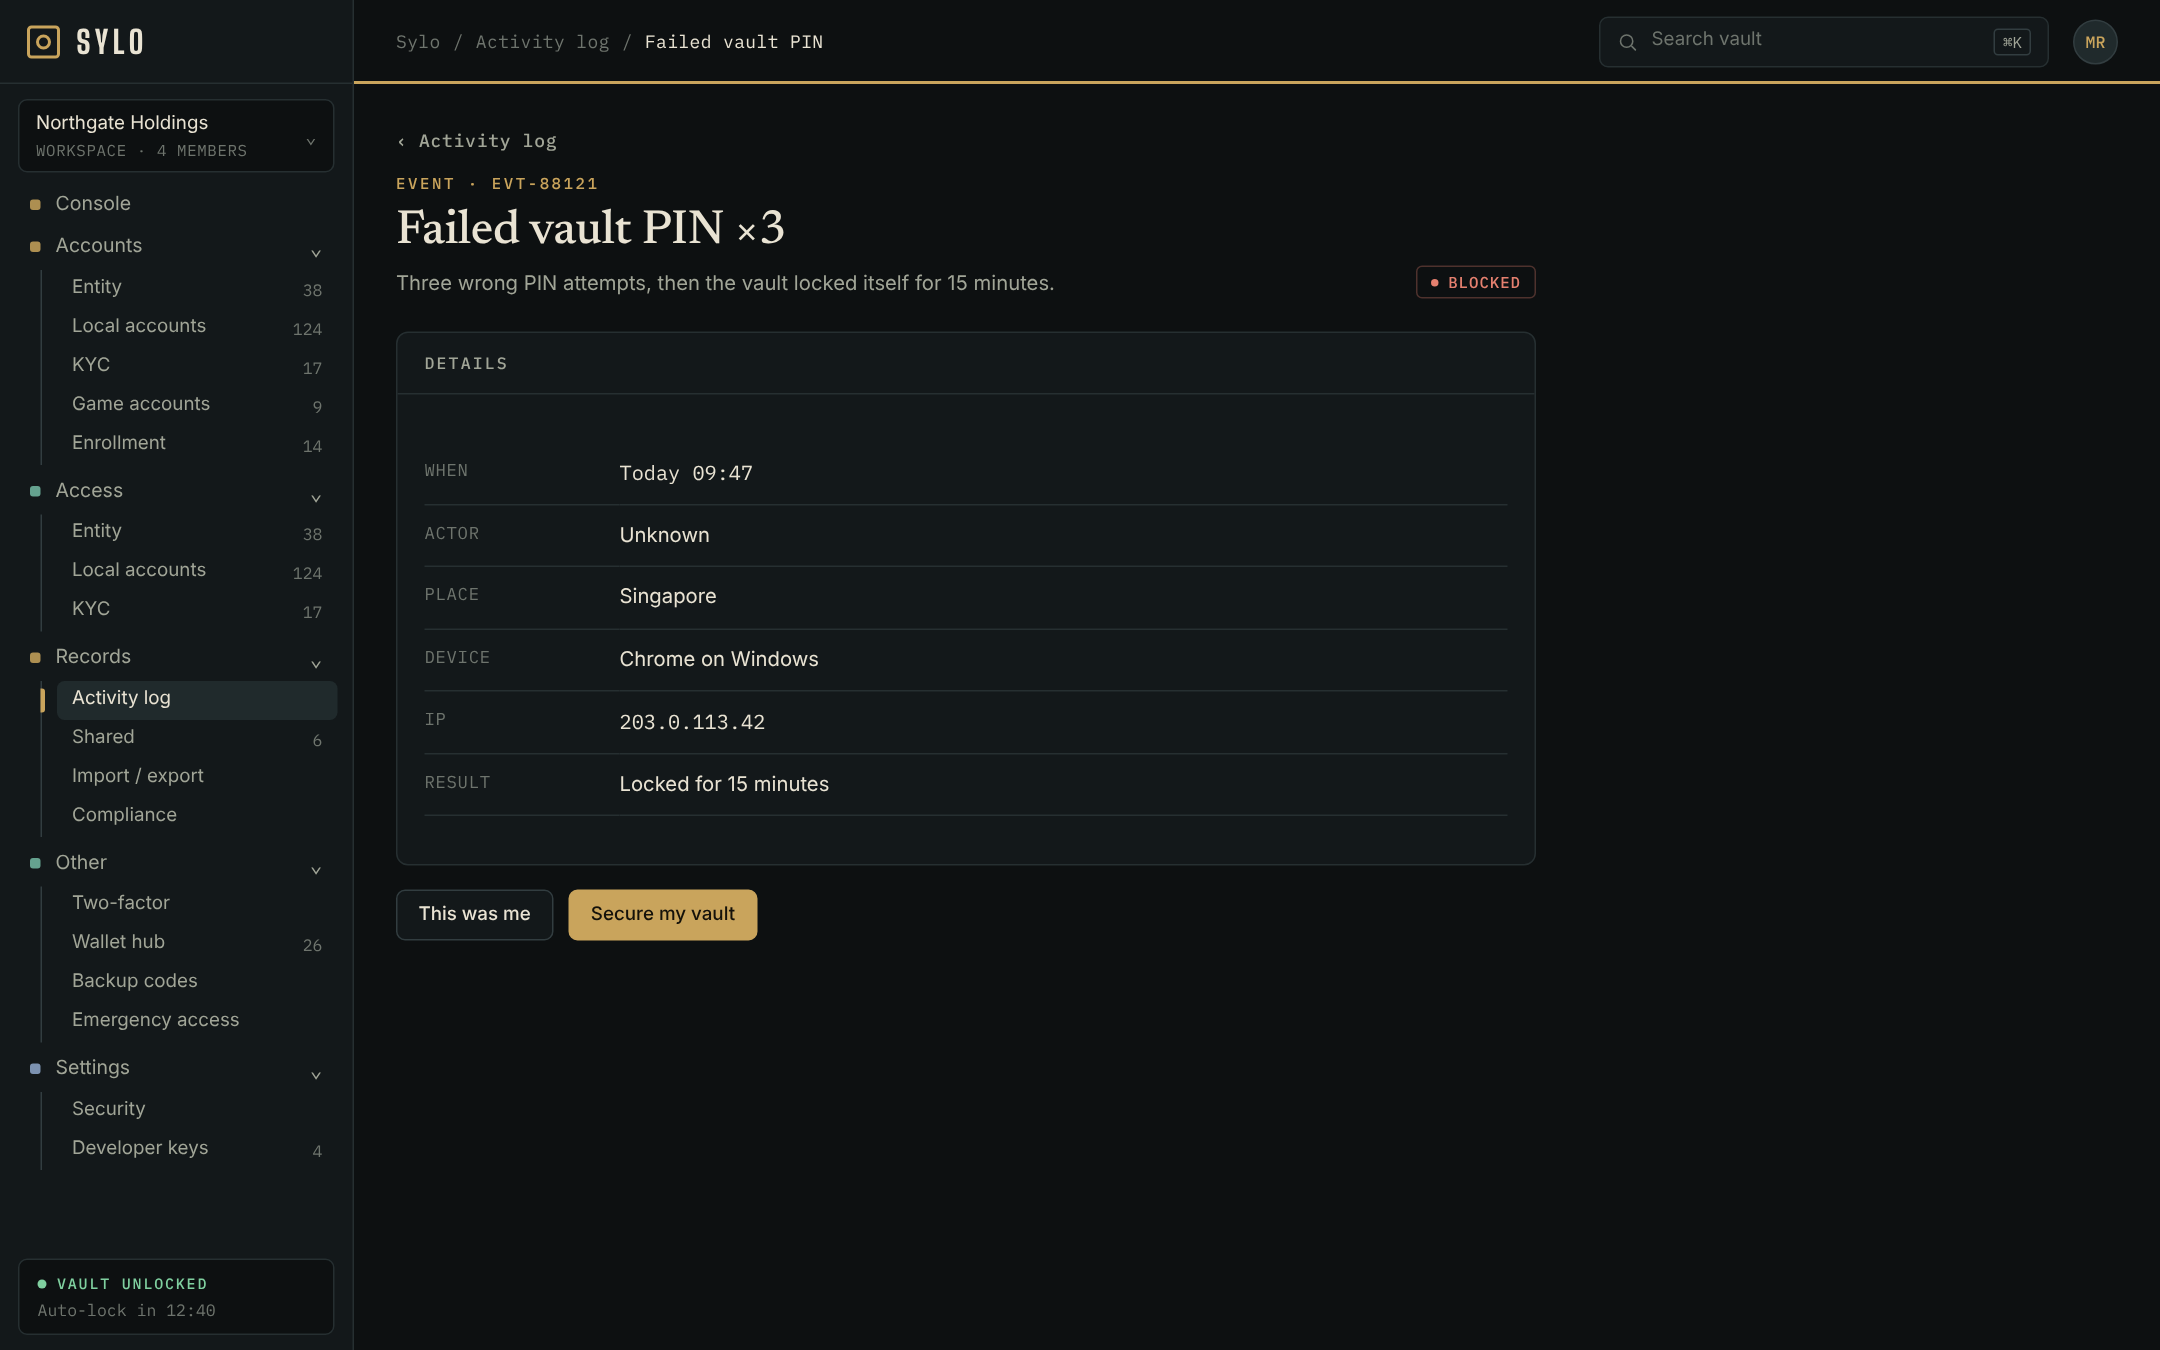 SYLO
Sylo / Activity log / Failed vault PIN
Search vault
⌘K
MR
Northgate Holdings
WORKSPACE · 4 MEMBERS
Console
Accounts
Entity 38
Local accounts 124
KYC 17
Game accounts 9
Enrollment 14
Access
Entity 38
Local accounts 124
KYC 17
Records
Activity log
Shared 6
Import / export
Compliance
Other
Two-factor
Wallet hub 26
Backup codes
Emergency access
Settings
Security
Developer keys 4
VAULT UNLOCKED
Auto-lock in 12:40
‹ Activity log
EVENT · EVT-88121
Failed vault PIN ×3
Three wrong PIN attempts, then the vault locked itself for 15 minutes.
BLOCKED
DETAILS
WHEN Today 09:47
ACTOR Unknown
PLACE Singapore
DEVICE Chrome on Windows
IP 203.0.113.42
RESULT Locked for 15 minutes
This was me
Secure my vault